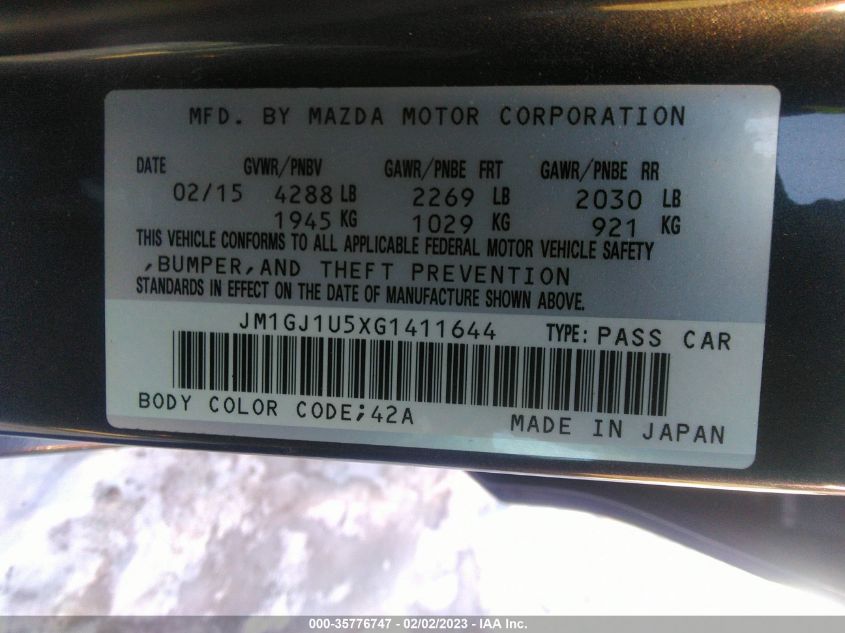 MFD. BY MAZDA MOTOR CORPORATION
DATE GVWR/PNBV GAWR/PNBE FRT GAWR/PNBE RR
02/15 4288 LB 2269 LB 2030 LB
1945 KG 1029 KG 921 KG
THIS VEHICLE CONFORMS TO ALL APPLICABLE FEDERAL MOTOR VEHICLE SAFETY
,BUMPER,AND THEFT PREVENTION
STANDARDS IN EFFECT ON THE DATE OF MANUFACTURE SHOWN ABOVE.
JM1GJ1U5XG1411644 TYPE: PASS CAR
BODY COLOR CODE;42A MADE IN JAPAN
000-35776747 - 02/02/2023 - IAA Inc.